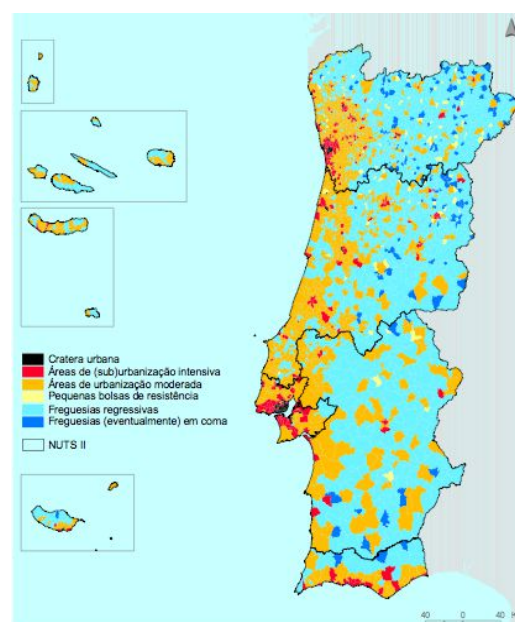 Cratera urbana
Áreas de (sub)urbanização intensiva
Áreas de urbanização moderada
Pequenas bolsas de resistência
Freguesias regressivas
Freguesias (eventualmente) em coma
NUTS II
40 0 40